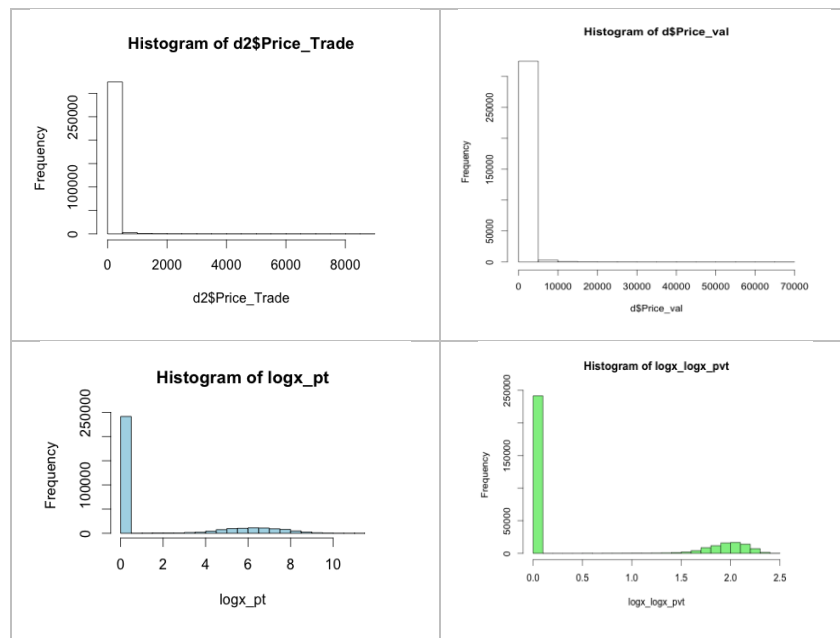 Histogram of d2$Price_Trade
Frequency
250000
100000
0
0 2000 4000 6000 8000
d2$Price_Trade
Histogram of d$Price_val
Frequency
250000
150000
50000
0
0 10000 20000 30000 40000 50000 60000 70000
d$Price_val
Histogram of logx_pt
Frequency
250000
100000
0
0 2 4 6 8 10
logx_pt
Histogram of logx_logx_pvt
Frequency
250000
150000
50000
0
0.0 0.5 1.0 1.5 2.0 2.5
logx_logx_pvt